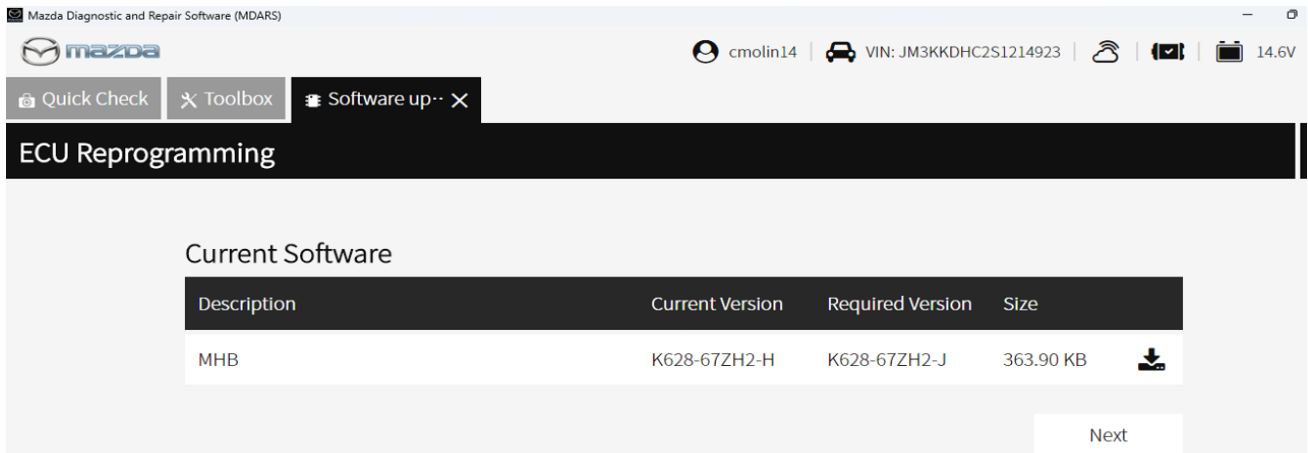 Mazda Diagnostic and Repair Software (MDARS)
mazda cmolin14 VIN: JM3KKDHC2S1214923 14.6V
Quick Check Toolbox Software up··
ECU Reprogramming
Current Software
Description Current Version Required Version Size
MHB K628-67ZH2-H K628-67ZH2-J 363.90 KB
Next